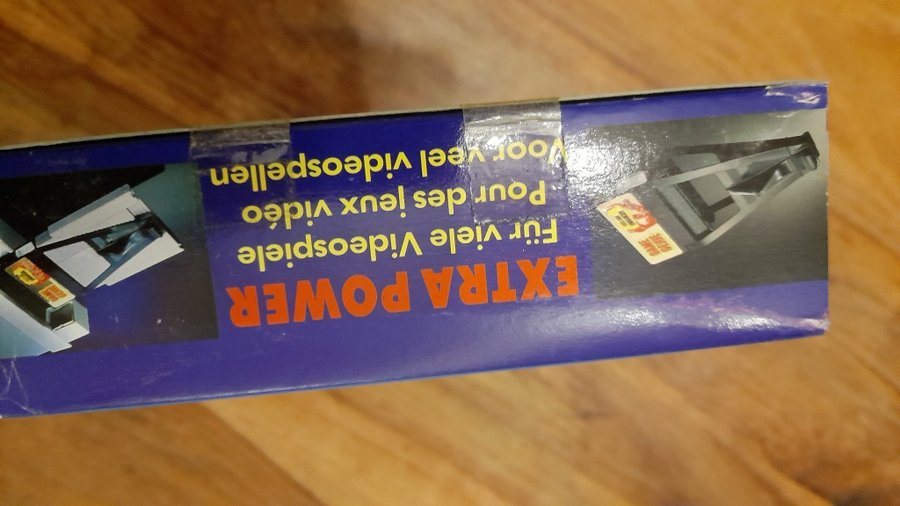 EXTRA POWER
Für viele Videospiele
Pour des jeux vidéo
Voor veel videospellen